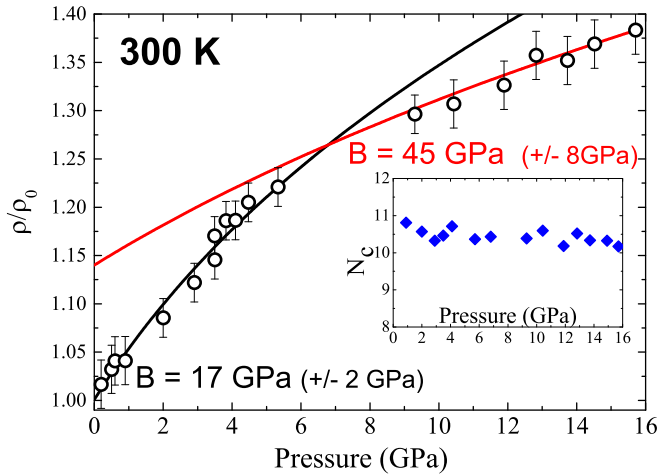 1.40
1.35
1.30
1.25
1.20
1.15
1.10
1.05
1.00
ρ/ρ0
300 K
B = 45 GPa (+/- 8GPa)
B = 17 GPa (+/- 2 GPa)
0 2 4 6 8 10 12 14 16
Pressure (GPa)
12
11
10
9
8
Nc
Pressure (GPa)
0 2 4 6 8 10 12 14 16